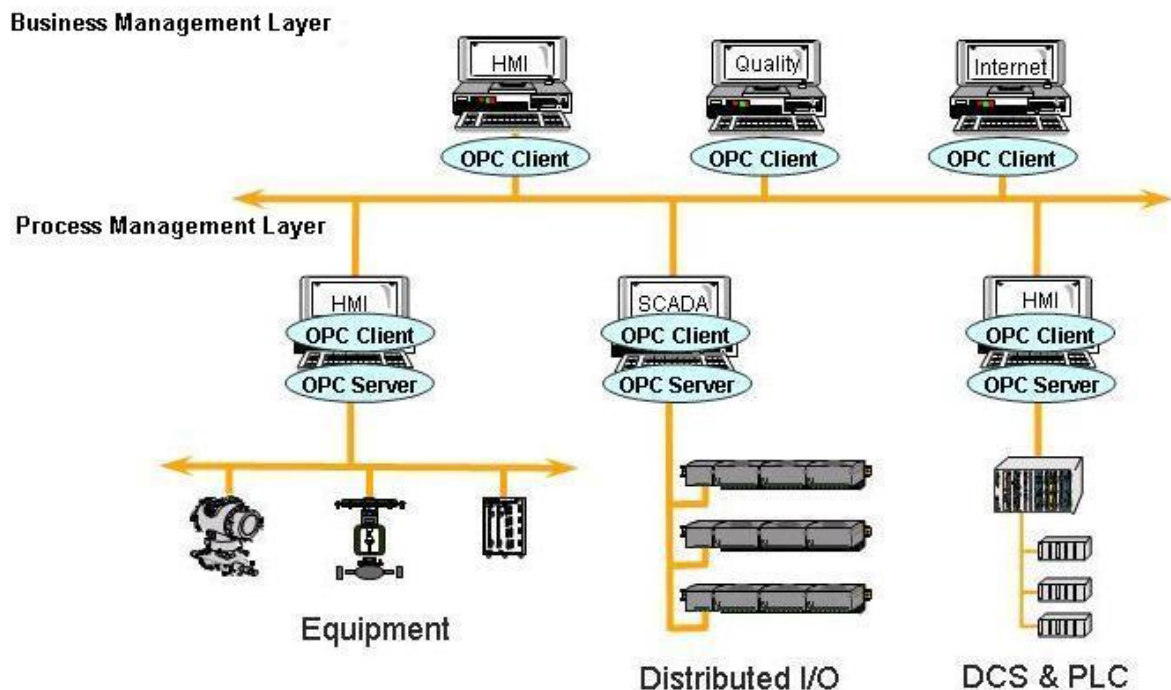 Business Management Layer
HMI
Quality
Internet
OPC Client
OPC Client
OPC Client
Process Management Layer
HMI
SCADA
HMI
OPC Client
OPC Client
OPC Client
OPC Server
OPC Server
OPC Server
Equipment
Distributed I/O
DCS & PLC